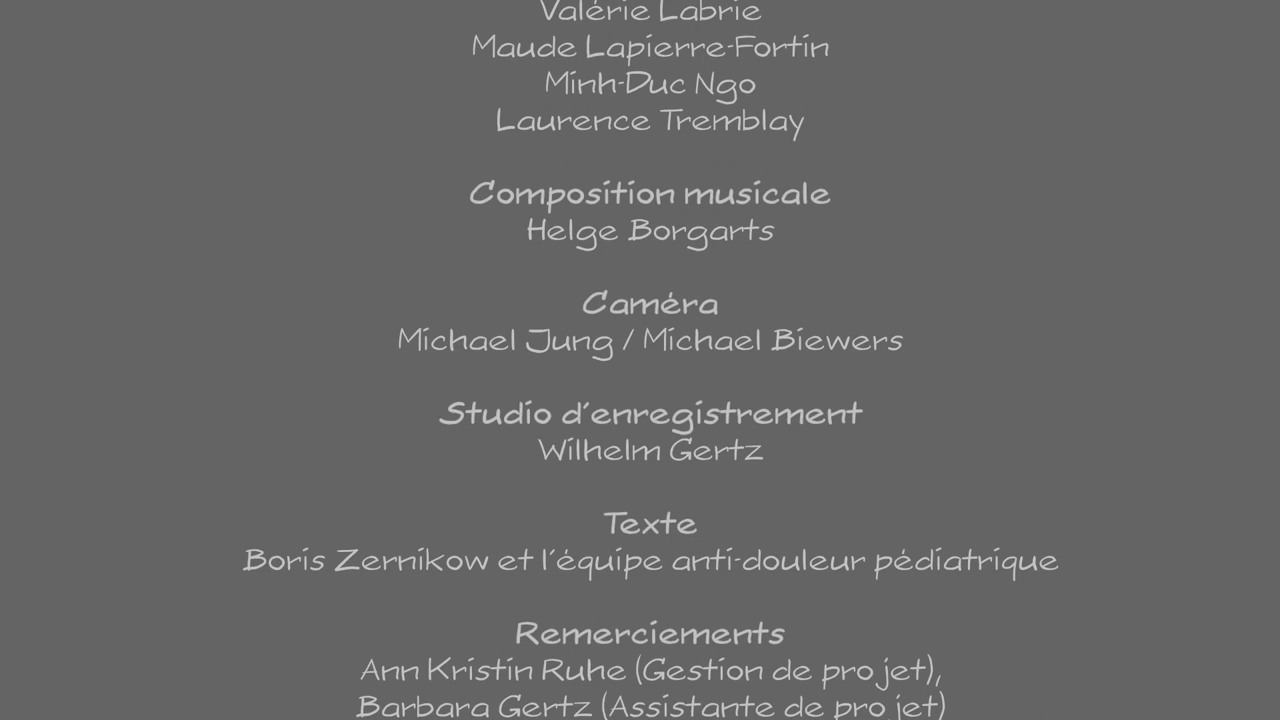 Valérie Labrie
Maude Lapierre-Fortin
Minh-Duc Ngo
Laurence Tremblay
Composition musicale
Helge Borgarts
Caméra
Michael Jung / Michael Biewers
Studio d'enregistrement
Wilhelm Gertz
Texte
Boris Zernikow et l'équipe anti-douleur pédiatrique
Remerciements
Ann Kristin Ruhe (Gestion de projet),
Barbara Gertz (Assistante de projet)